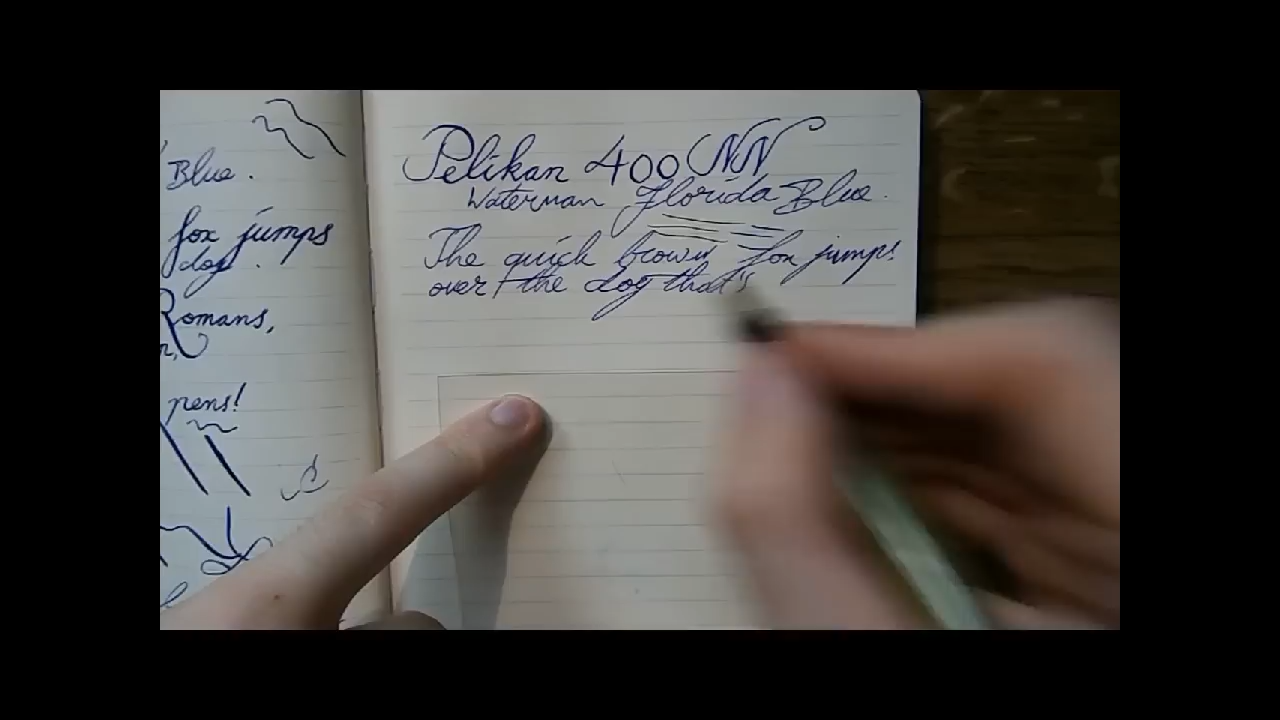 Blue.
fox jumps
dog.
Romans,
pens!
Pelikan 400NN
Waterman Florida Blue.
The quick brown fox jumps
over the dog that's